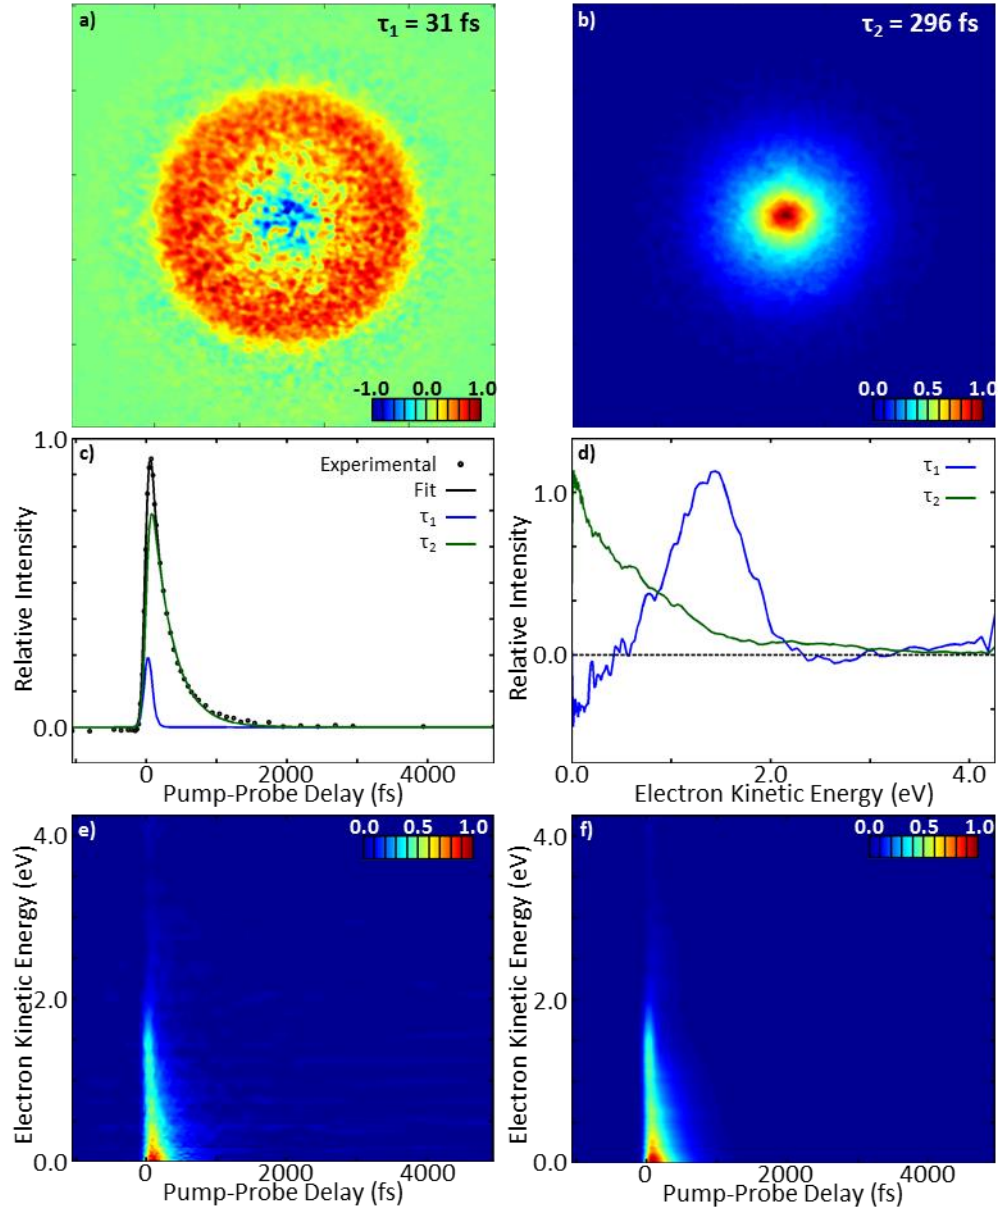 a) τ1 = 31 fs
-1.0 0.0 1.0
b) τ2 = 296 fs
0.0 0.5 1.0
c)
Experimental
Fit
τ1
τ2
1.0
0.0
Relative Intensity
0 2000 4000
Pump-Probe Delay (fs)
d)
τ1
τ2
1.0
0.0
Relative Intensity
0.0 2.0 4.0
Electron Kinetic Energy (eV)
e) 0.0 0.5 1.0
4.0
2.0
0.0
Electron Kinetic Energy (eV)
0 2000 4000
Pump-Probe Delay (fs)
f) 0.0 0.5 1.0
4.0
2.0
0.0
Electron Kinetic Energy (eV)
0 2000 4000
Pump-Probe Delay (fs)